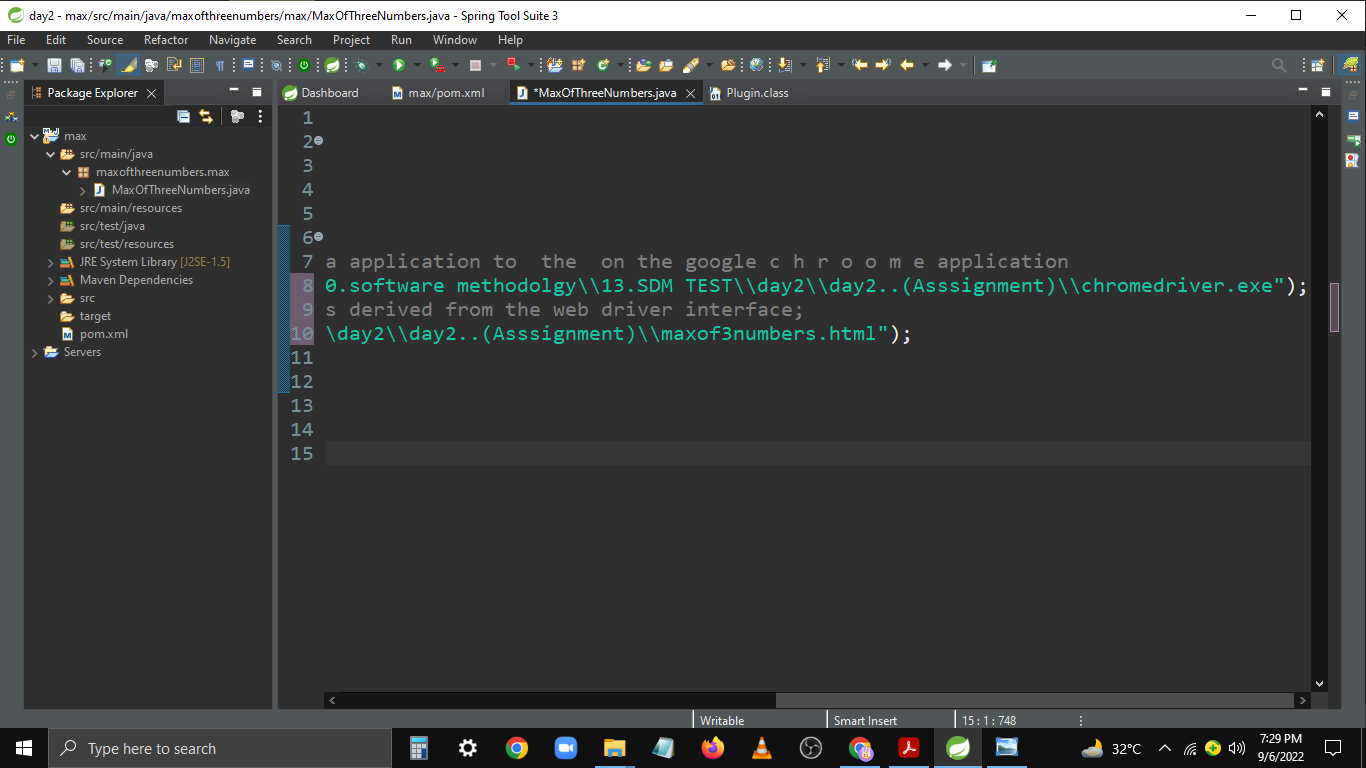 day2 - max/src/main/java/maxofthreenumbers/max/MaxOfThreeNumbers.java - Spring Tool Suite 3
File Edit Source Refactor Navigate Search Project Run Window Help
Package Explorer
Dashboard max/pom.xml *MaxOfThreeNumbers.java Plugin.class
max
src/main/java
maxofthreenumbers.max
MaxOfThreeNumbers.java
src/main/resources
src/test/java
src/test/resources
JRE System Library [J2SE-1.5]
Maven Dependencies
src
target
pom.xml
Servers
1
2
3
4
5
6
7 a application to  the  on the google c h r o o m e application
8 0.software methodolgy\\13.SDM TEST\\day2\\day2..(Asssignment)\\chromedriver.exe");
9 s derived from the web driver interface;
10 \day2\\day2..(Asssignment)\\maxof3numbers.html");
11
12
13
14
15
Writable Smart Insert 15 : 1 : 748
Type here to search
32°C
7:29 PM
9/6/2022